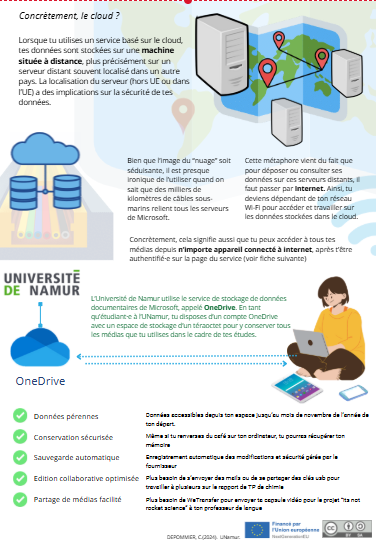 Concrètement, le cloud ?
Lorsque tu utilises un service basé sur le cloud,
tes données sont stockées sur une machine
située à distance, plus précisément sur un
serveur distant souvent localisé dans un autre
pays. La localisation du serveur (hors UE ou dans
l'UE) a des implications sur la sécurité de tes
données.
Bien que l'image du "nuage" soit
séduisante, il est presque
ironique de l'utiliser quand on
sait que des milliers de
kilomètres de câbles sous-
marins relient tous les serveurs
de Microsoft.
Cette métaphore vient du fait que
pour déposer ou consulter ses
données sur ces serveurs distants, il
faut passer par Internet. Ainsi, tu
deviens dépendant de ton réseau
Wi-Fi pour accéder et travailler sur
les données stockées dans le cloud.
Concrètement, cela signifie aussi que tu peux accéder à tous tes
médias depuis n'importe appareil connecté à internet, après t'être
authentifié·e sur la page du service (voir fiche suivante)
UNIVERSITÉ
DE NAMUR
L'Université de Namur utilise le service de stockage de données
documentaires de Microsoft, appelé OneDrive. En tant
qu'étudiant·e à l'UNamur, tu disposes d'un compte OneDrive
avec un espace de stockage d'un téraoctet pour y conserver tous
les médias que tu utilises dans le cadre de tes études.
OneDrive
Données pérennes
Données accessibles depuis ton espace jusqu'au mois de novembre de l'année de
ton départ.
Conservation sécurisée
Même si tu renverses du café sur ton ordinateur, tu pourras récupérer ton
mémoire
Sauvegarde automatique
Enregistrement automatique des modifications et sécurité gérée par le
fournisseur
Edition collaborative optimisée
Plus besoin de s'envoyer des mails ou de se partager des clés usb pour
travailler à plusieurs sur le rapport de TP de chimie
Partage de médias facilité
Plus besoin de WeTransfer pour envoyer ta capsule vidéo pour le projet "Its not
rocket science" à ton professeur de langue
DEPOMMIER, C.(2024). UNamur.
Financé par
l'Union européenne
NextGenerationEU
CC BY SA